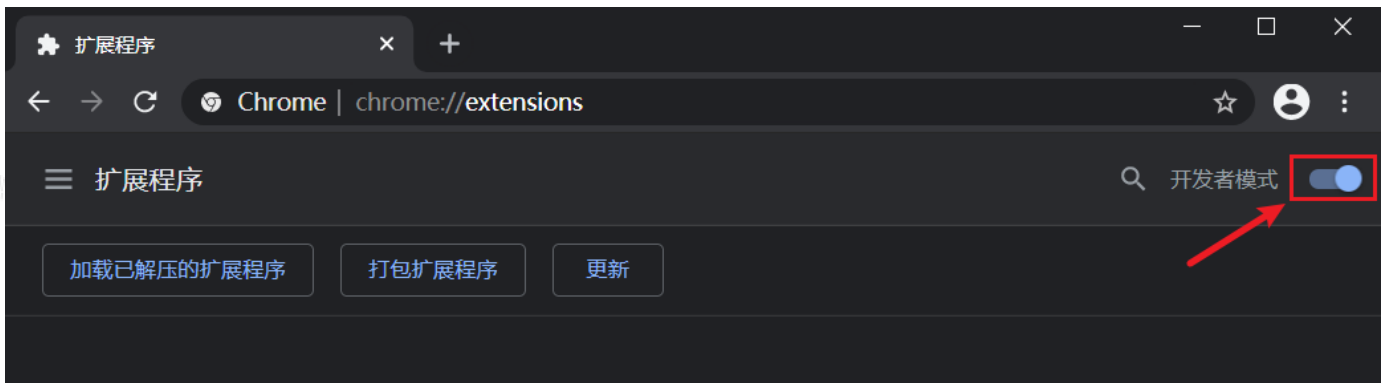 扩展程序
Chrome | chrome://extensions
扩展程序 开发者模式
加载已解压的扩展程序 打包扩展程序 更新